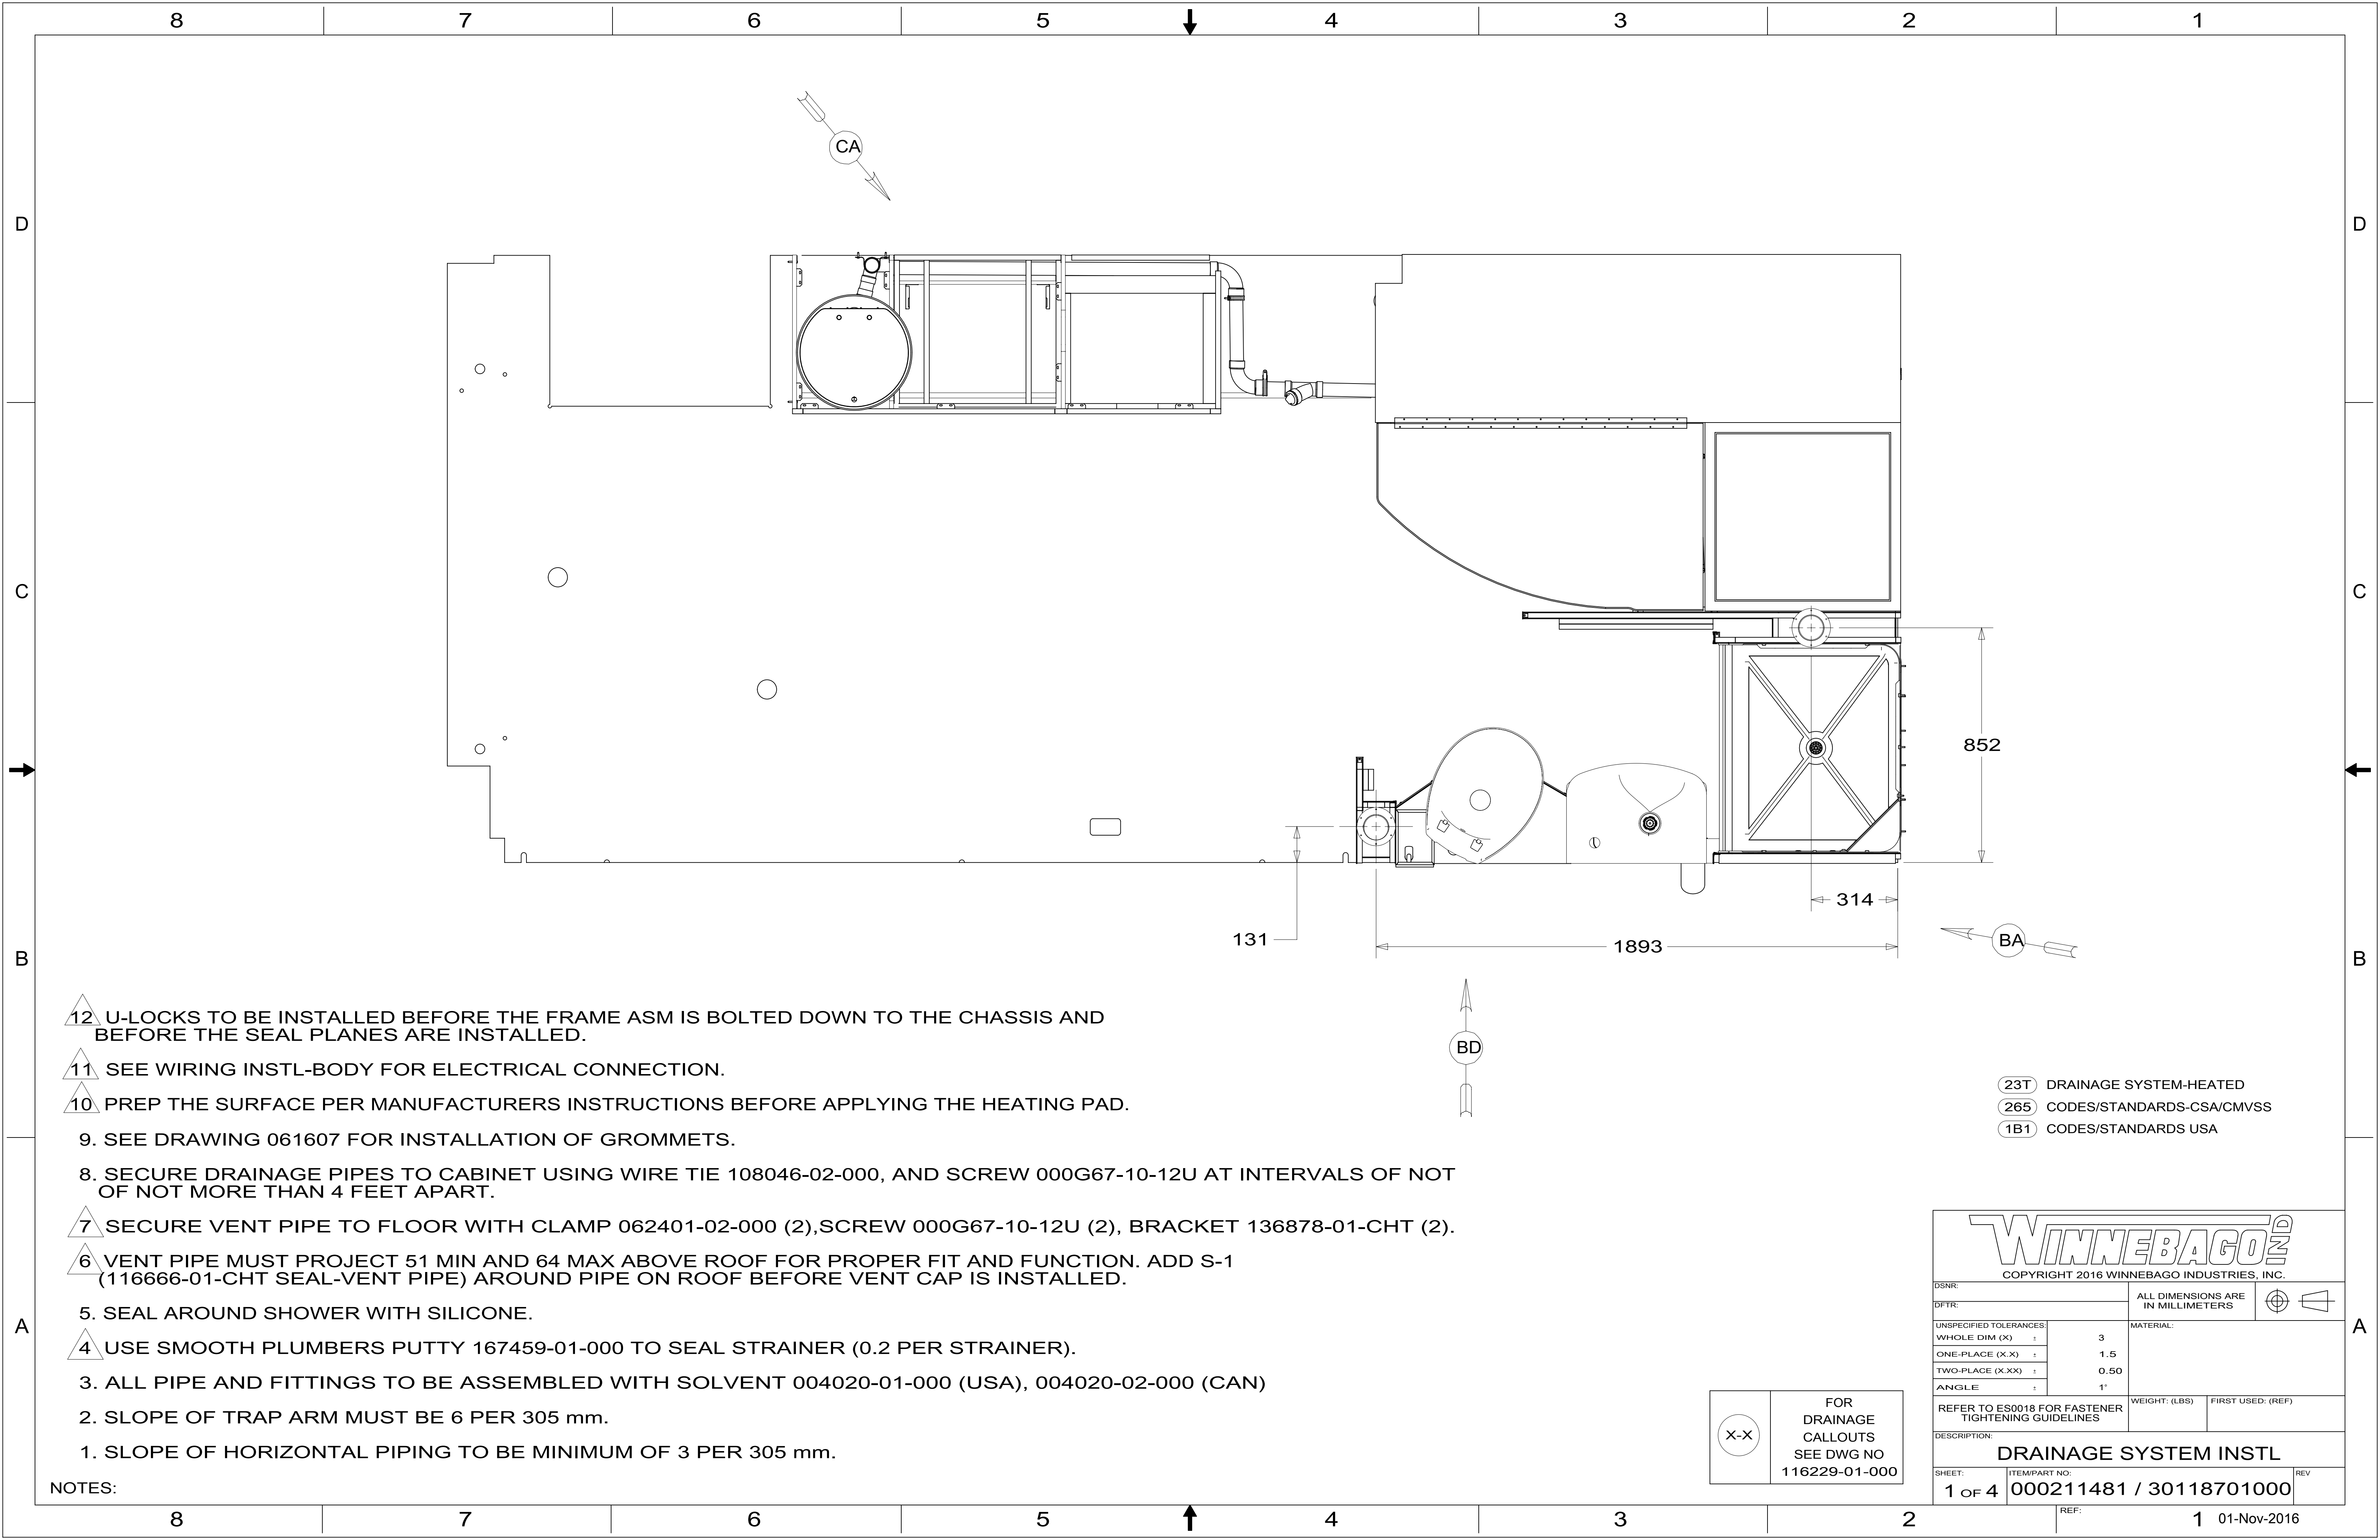 8 7 6 5 4 3 2 1
D
D
C
C
B
B
A
A
CA
852
314
131
1893
BA
BD
12 U-LOCKS TO BE INSTALLED BEFORE THE FRAME ASM IS BOLTED DOWN TO THE CHASSIS AND
BEFORE THE SEAL PLANES ARE INSTALLED.
11 SEE WIRING INSTL-BODY FOR ELECTRICAL CONNECTION.
10 PREP THE SURFACE PER MANUFACTURERS INSTRUCTIONS BEFORE APPLYING THE HEATING PAD.
9. SEE DRAWING 061607 FOR INSTALLATION OF GROMMETS.
8. SECURE DRAINAGE PIPES TO CABINET USING WIRE TIE 108046-02-000, AND SCREW 000G67-10-12U AT INTERVALS OF NOT
OF NOT MORE THAN 4 FEET APART.
7 SECURE VENT PIPE TO FLOOR WITH CLAMP 062401-02-000 (2),SCREW 000G67-10-12U (2), BRACKET 136878-01-CHT (2).
6 VENT PIPE MUST PROJECT 51 MIN AND 64 MAX ABOVE ROOF FOR PROPER FIT AND FUNCTION. ADD S-1
(116666-01-CHT SEAL-VENT PIPE) AROUND PIPE ON ROOF BEFORE VENT CAP IS INSTALLED.
5. SEAL AROUND SHOWER WITH SILICONE.
4 USE SMOOTH PLUMBERS PUTTY 167459-01-000 TO SEAL STRAINER (0.2 PER STRAINER).
3. ALL PIPE AND FITTINGS TO BE ASSEMBLED WITH SOLVENT 004020-01-000 (USA), 004020-02-000 (CAN)
2. SLOPE OF TRAP ARM MUST BE 6 PER 305 mm.
1. SLOPE OF HORIZONTAL PIPING TO BE MINIMUM OF 3 PER 305 mm.
NOTES:
23T DRAINAGE SYSTEM-HEATED
265 CODES/STANDARDS-CSA/CMVSS
1B1 CODES/STANDARDS USA
X-X
FOR
DRAINAGE
CALLOUTS
SEE DWG NO
116229-01-000
WINNEBAGO IND
COPYRIGHT 2016 WINNEBAGO INDUSTRIES, INC.
DSNR:
DFTR:
ALL DIMENSIONS ARE
IN MILLIMETERS
UNSPECIFIED TOLERANCES:
WHOLE DIM (X) ± 3
ONE-PLACE (X.X) ± 1.5
TWO-PLACE (X.XX) ± 0.50
ANGLE ± 1°
MATERIAL:
REFER TO ES0018 FOR FASTENER
TIGHTENING GUIDELINES
WEIGHT: (LBS)
FIRST USED: (REF)
DESCRIPTION:
DRAINAGE SYSTEM INSTL
SHEET:
1 OF 4
ITEM/PART NO:
000211481 / 30118701000
REV
REF:
8 7 6 5 4 3 2 1
01-Nov-2016